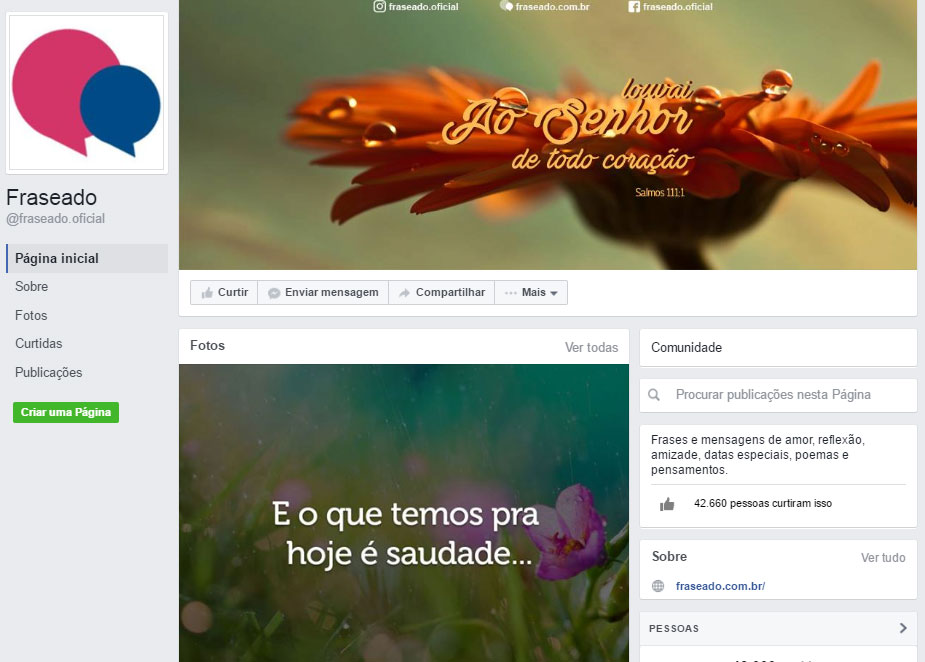 fraseado.oficial
fraseado.com.br
fraseado.oficial
louvai
Ao Senhor
de todo coração
Salmos 111:1
Fraseado
@fraseado.oficial
Página inicial
Sobre
Fotos
Curtidas
Publicações
Criar uma Página
Curtir
Enviar mensagem
Compartilhar
Mais
Fotos
Ver todas
E o que temos pra
hoje é saudade...
Comunidade
Procurar publicações nesta Página
Frases e mensagens de amor, reflexão,
amizade, datas especiais, poemas e
pensamentos.
42.660 pessoas curtiram isso
Sobre
Ver tudo
fraseado.com.br/
PESSOAS